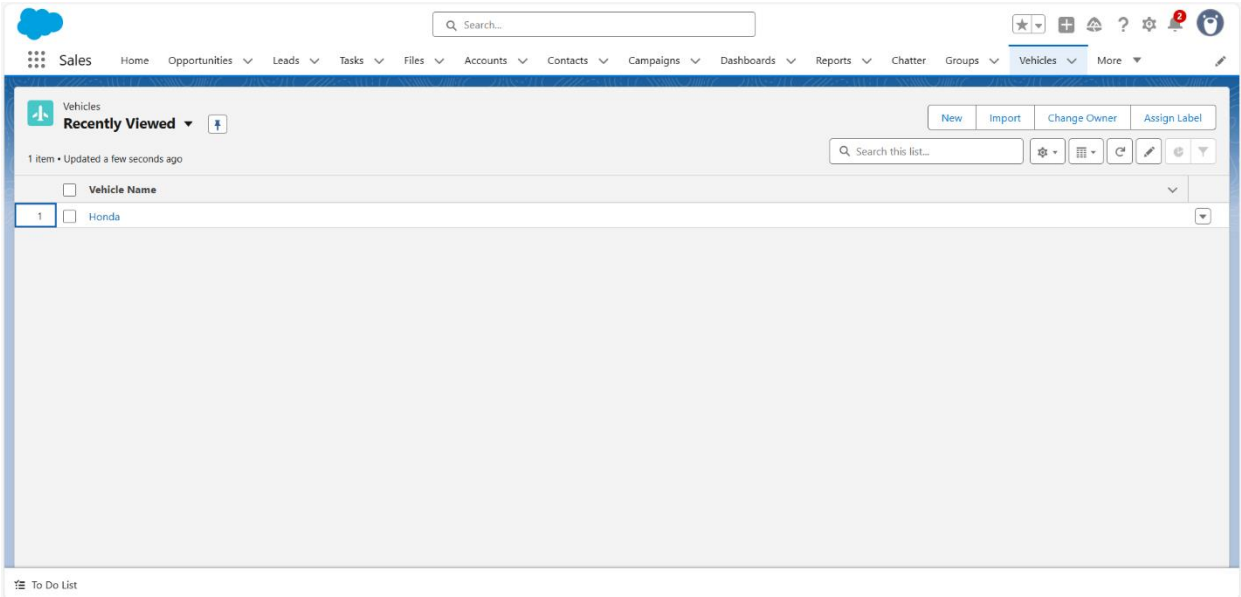 Search...
2
Sales Home Opportunities Leads Tasks Files Accounts Contacts Campaigns Dashboards Reports Chatter Groups Vehicles More
Vehicles
Recently Viewed
New Import Change Owner Assign Label
1 item • Updated a few seconds ago
Search this list...
Vehicle Name
1 Honda
To Do List